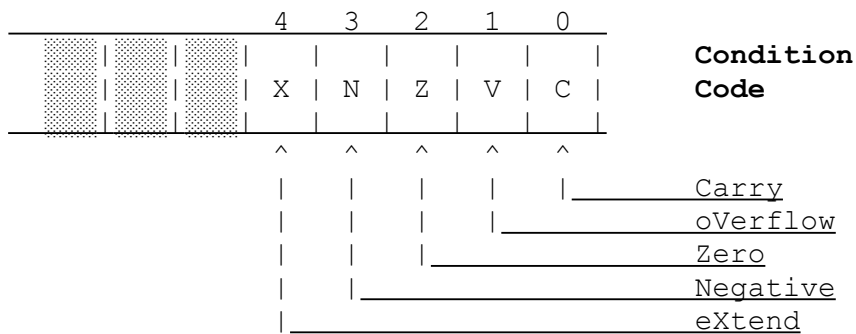 4 3 2 1 0
| | | | | | | | Condition
| | | X | N | Z | V | C | Code
| | | | | | | |
^ ^ ^ ^ ^
| | | | |_ Carry
| | | |_ oVerflow
| | |_ Zero
| |_ Negative
|_ eXtend